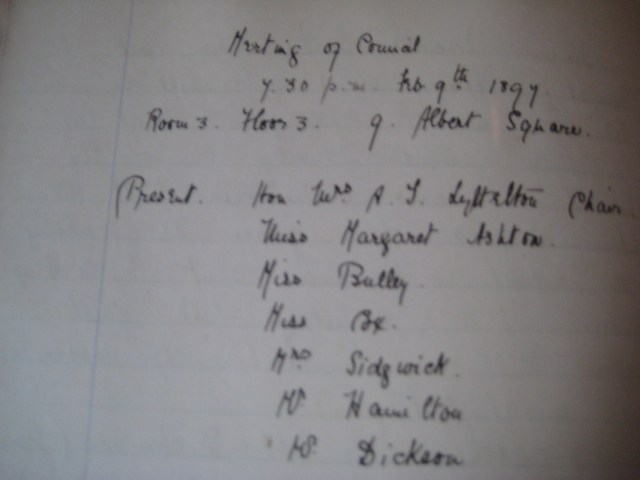 Meeting of Council
7.30 p.m. Feb 9th 1897
Room 3. Floor 3. 9. Albert Square.
Present. Hon Mrs A. T. Lyttelton Chair
Miss Margaret Ashton.
Miss Bulley.
Miss
Mrs Sidgwick.
Mr Hamilton
Mr. Dickson